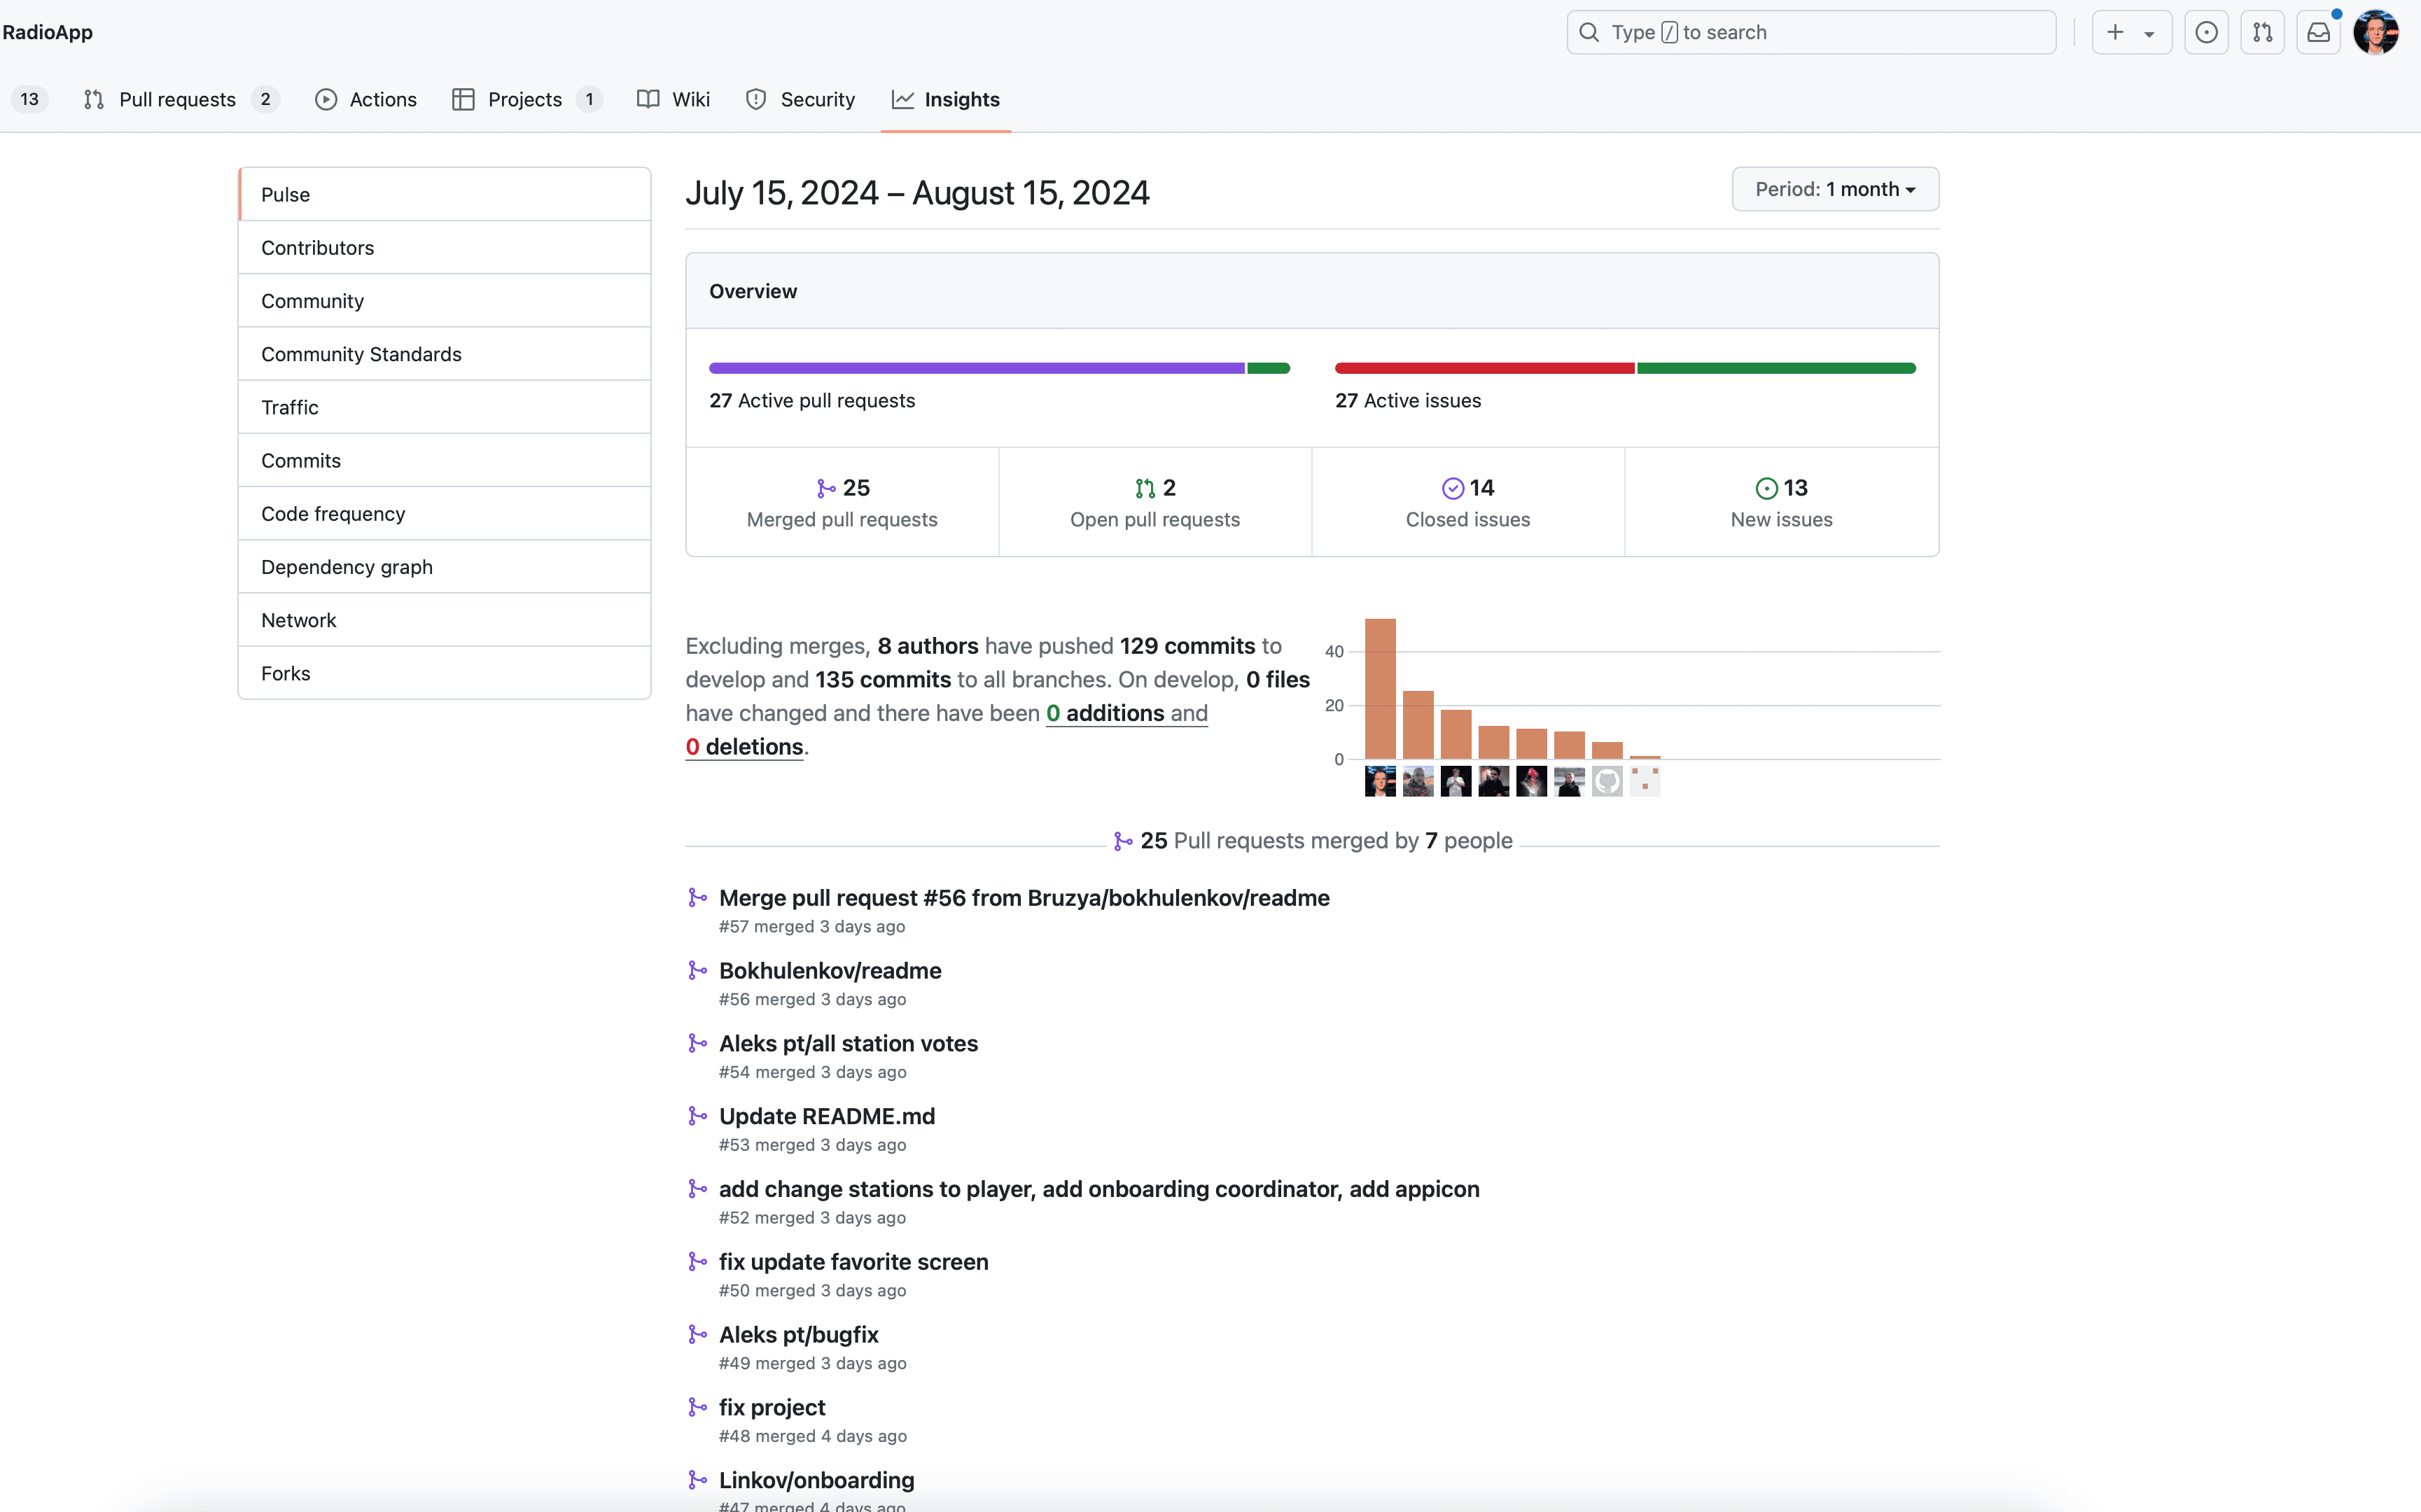 RadioApp
Type / to search
13
Pull requests 2
Actions
Projects 1
Wiki
Security
Insights
Pulse
Contributors
Community
Community Standards
Traffic
Commits
Code frequency
Dependency graph
Network
Forks
July 15, 2024 – August 15, 2024
Period: 1 month
Overview
27 Active pull requests
27 Active issues
25
Merged pull requests
2
Open pull requests
14
Closed issues
13
New issues
Excluding merges, 8 authors have pushed 129 commits to
develop and 135 commits to all branches. On develop, 0 files
have changed and there have been 0 additions and
0 deletions.
40
20
0
25 Pull requests merged by 7 people
Merge pull request #56 from Bruzya/bokhulenkov/readme
#57 merged 3 days ago
Bokhulenkov/readme
#56 merged 3 days ago
Aleks pt/all station votes
#54 merged 3 days ago
Update README.md
#53 merged 3 days ago
add change stations to player, add onboarding coordinator, add appicon
#52 merged 3 days ago
fix update favorite screen
#50 merged 3 days ago
Aleks pt/bugfix
#49 merged 3 days ago
fix project
#48 merged 4 days ago
Linkov/onboarding
#47 merged 4 days ago